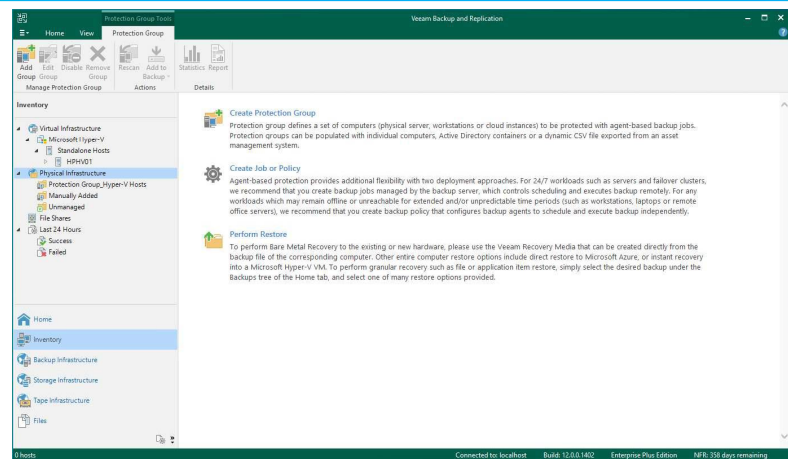 Protection Group Tools
Veeam Backup and Replication
Home View Protection Group
Add Group
Edit Group
Disable
Remove Group
Rescan
Add to Backup
Statistics
Report
Manage Protection Group
Actions
Details
Inventory
Virtual Infrastructure
Microsoft Hyper-V
Standalone Hosts
HPHV01
Physical Infrastructure
Protection Group_Hyper-V Hosts
Manually Added
Unmanaged
File Shares
Last 24 Hours
Success
Failed
Home
Inventory
Backup Infrastructure
Storage Infrastructure
Tape Infrastructure
Files
Create Protection Group
Protection group defines a set of computers (physical server, workstations or cloud instances) to be protected with agent-based backup jobs.
Protection groups can be populated with individual computers, Active Directory containers or a dynamic CSV file exported from an asset
management system.
Create Job or Policy
Agent-based protection provides additional flexibility with two deployment approaches. For 24/7 workloads such as servers and failover clusters,
we recommend that you create backup jobs managed by the backup server, which controls scheduling and executes backup remotely. For any
workloads which may remain offline or unreachable for extended and/or unpredictable time periods (such as workstations, laptops or remote
office servers), we recommend that you create backup policy that configures backup agents to schedule and execute backup independently.
Perform Restore
To perform Bare Metal Recovery to the existing or new hardware, please use the Veeam Recovery Media that can be created directly from the
backup file of the corresponding computer. Other entire computer restore options include direct restore to Microsoft Azure, or instant recovery
into a Microsoft Hyper-V VM. To perform granular recovery such as file or application item restore, simply select the desired backup under the
Backups tree of the Home tab, and select one of many restore options provided.
0 hosts
Connected to: localhost
Build: 12.0.0.1402
Enterprise Plus Edition
NFR: 358 days remaining